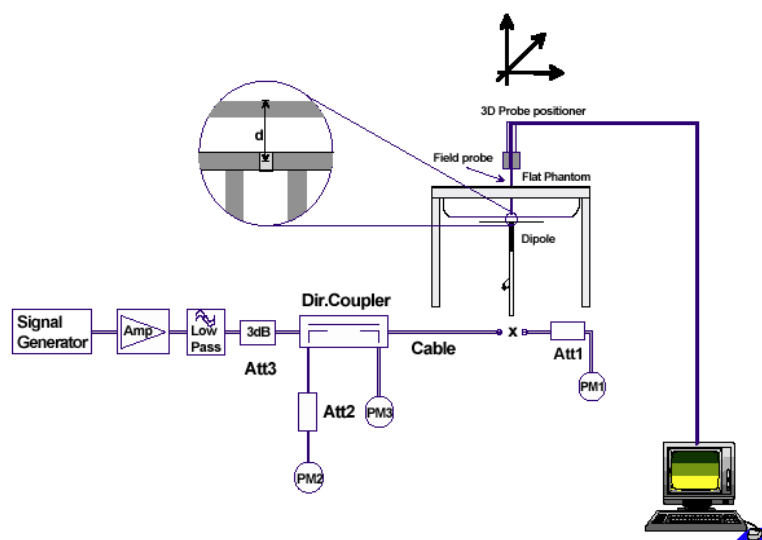 d
3D Probe positioner
Field probe
Flat Phantom
Dipole
Signal
Generator
Amp
Low
Pass
3dB
Att3
Dir.Coupler
Cable
x
Att1
PM1
Att2
PM3
PM2